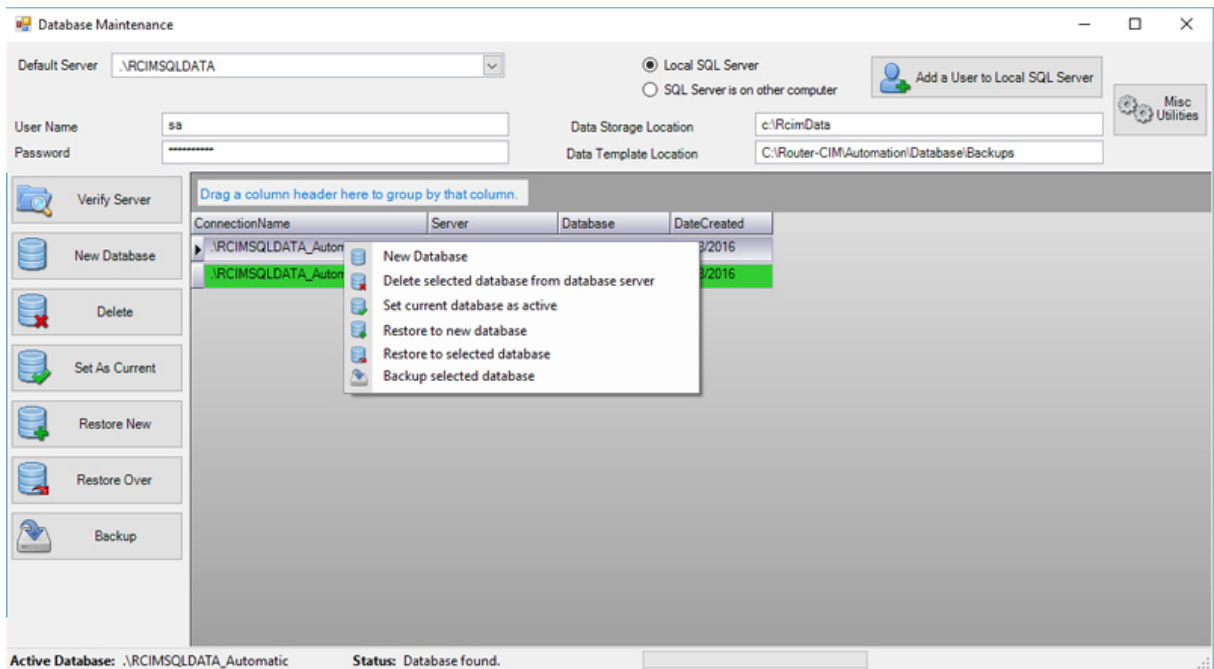 Database Maintenance
Default Server .\RCIMSQLDATA
Local SQL Server
SQL Server is on other computer
Add a User to Local SQL Server
Misc
Utilities
User Name sa
Data Storage Location c:\RcimData
Password **********
Data Template Location C:\Router-CIM\Automation\Database\Backups
Verify Server
New Database
Delete
Set As Current
Restore New
Restore Over
Backup
Drag a column header here to group by that column.
ConnectionName Server Database DateCreated
.\RCIMSQLDATA_Autom 8/2016
.\RCIMSQLDATA_Autom 8/2016
New Database
Delete selected database from database server
Set current database as active
Restore to new database
Restore to selected database
Backup selected database
Active Database: .\RCIMSQLDATA_Automatic Status: Database found.